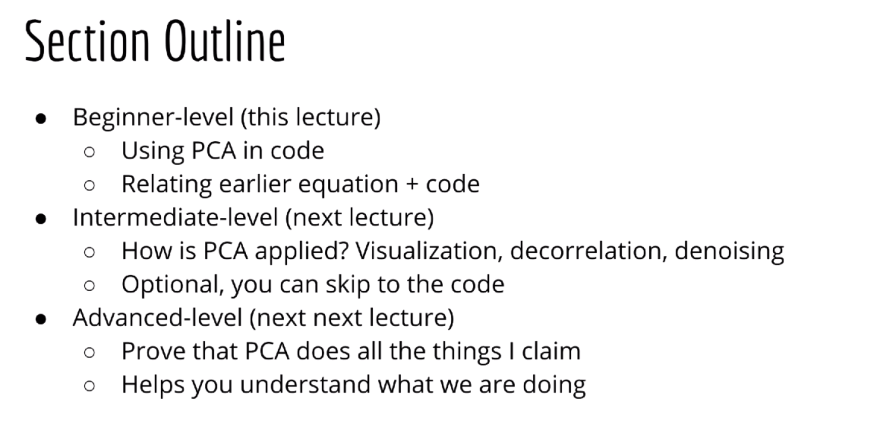 Section Outline
● Beginner-level (this lecture)
○ Using PCA in code
○ Relating earlier equation + code
● Intermediate-level (next lecture)
○ How is PCA applied? Visualization, decorrelation, denoising
○ Optional, you can skip to the code
● Advanced-level (next next lecture)
○ Prove that PCA does all the things I claim
○ Helps you understand what we are doing